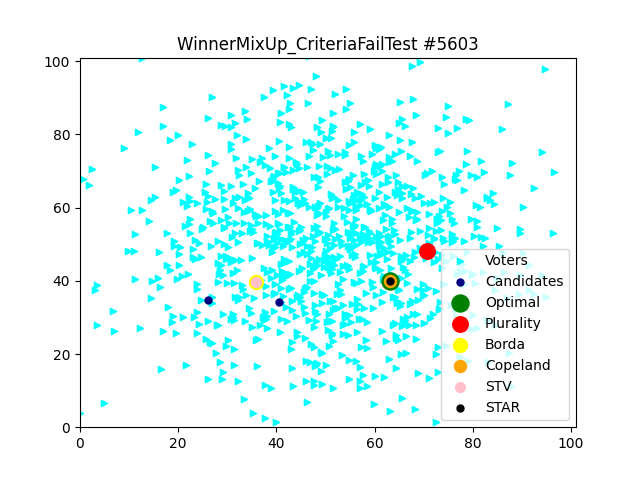 WinnerMixUp_CriteriaFailTest #5603
100
80
60
40
20
0
0
20
40
60
80
100
Voters
Candidates
Optimal
Plurality
Borda
Copeland
STV
STAR